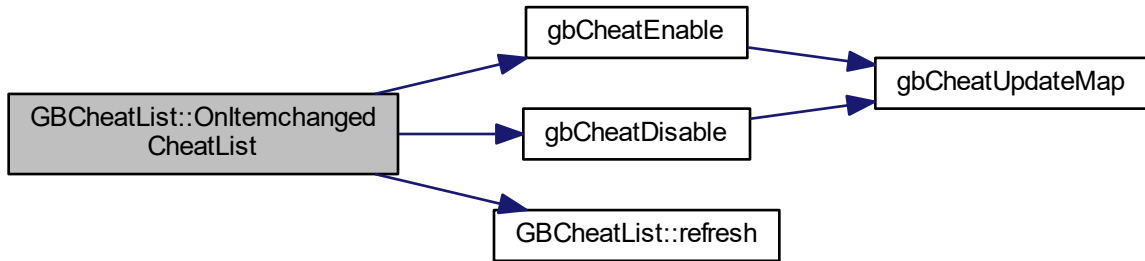 GBCheatList::OnItemchanged
CheatList
gbCheatEnable
gbCheatDisable
GBCheatList::refresh
gbCheatUpdateMap